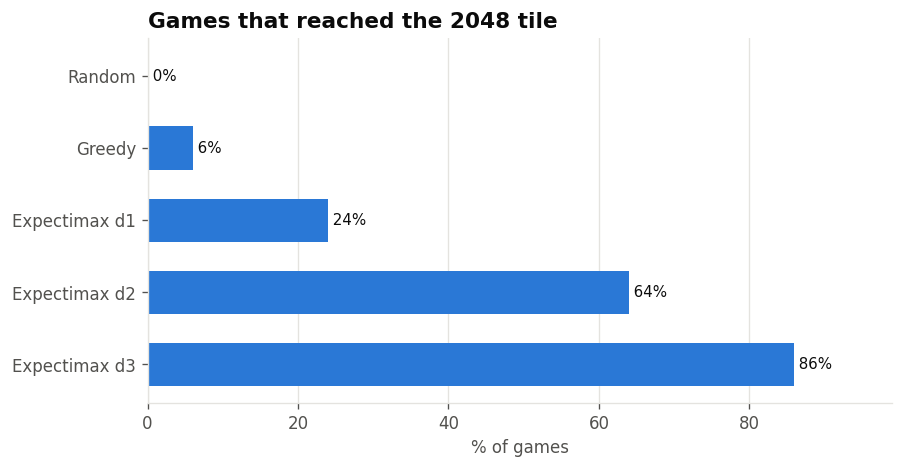 Games that reached the 2048 tile
Random 0%
Greedy 6%
Expectimax d1 24%
Expectimax d2 64%
Expectimax d3 86%
0 20 40 60 80
% of games